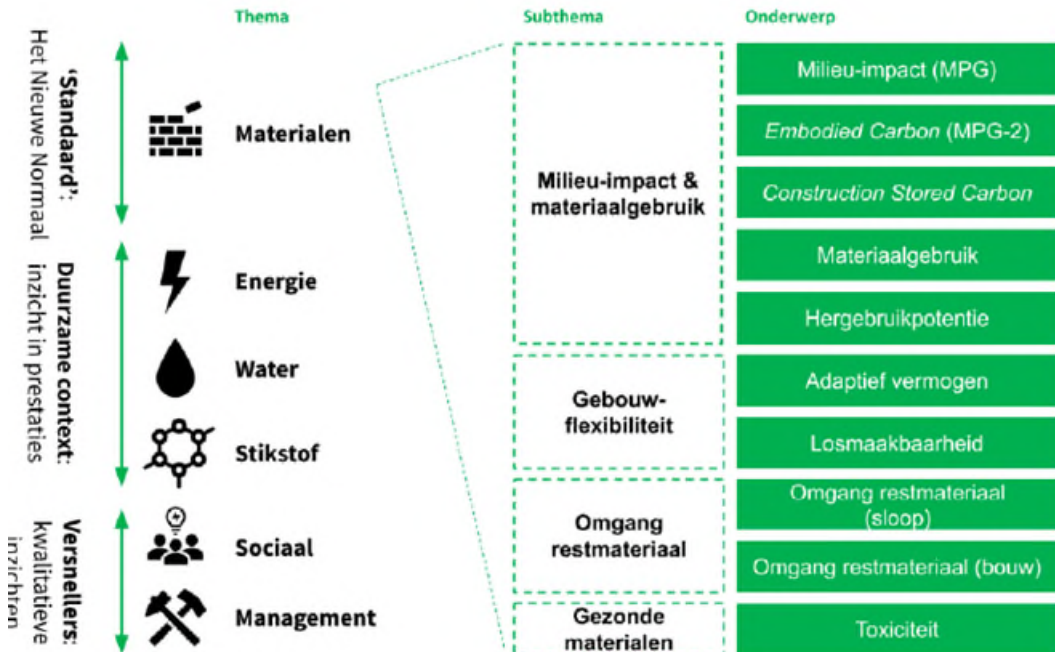 Thema
Subthema
Onderwerp
'Standaard':
Het Nieuwe Normaal
Duurzame context:
inzicht in prestaties
Versnellers:
kwalitatieve
inzichten
Materialen
Energie
Water
Stikstof
Sociaal
Management
Milieu-impact &
materiaalgebruik
Gebouw-
flexibiliteit
Omgang
restmateriaal
Gezonde
materialen
Milieu-impact (MPG)
Embodied Carbon (MPG-2)
Construction Stored Carbon
Materiaalgebruik
Hergebruikpotentie
Adaptief vermogen
Losmaakbaarheid
Omgang restmateriaal
(sloop)
Omgang restmateriaal (bouw)
Toxiciteit